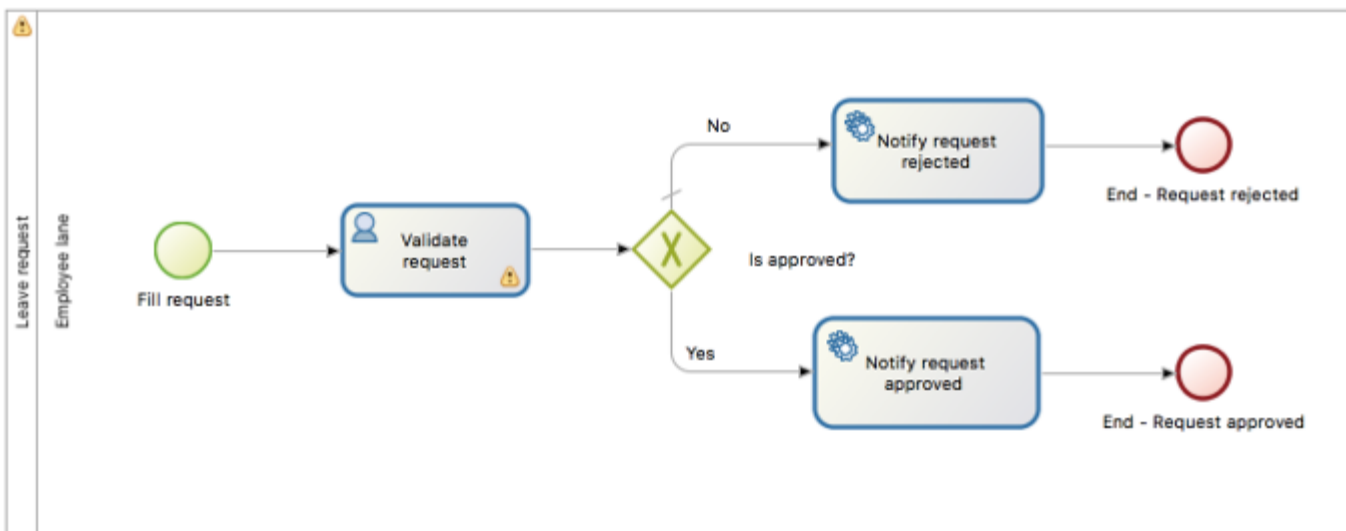 Leave request
Employee lane
Fill request
Validate
request
Is approved?
No
Notify request
rejected
End - Request rejected
Yes
Notify request
approved
End - Request approved